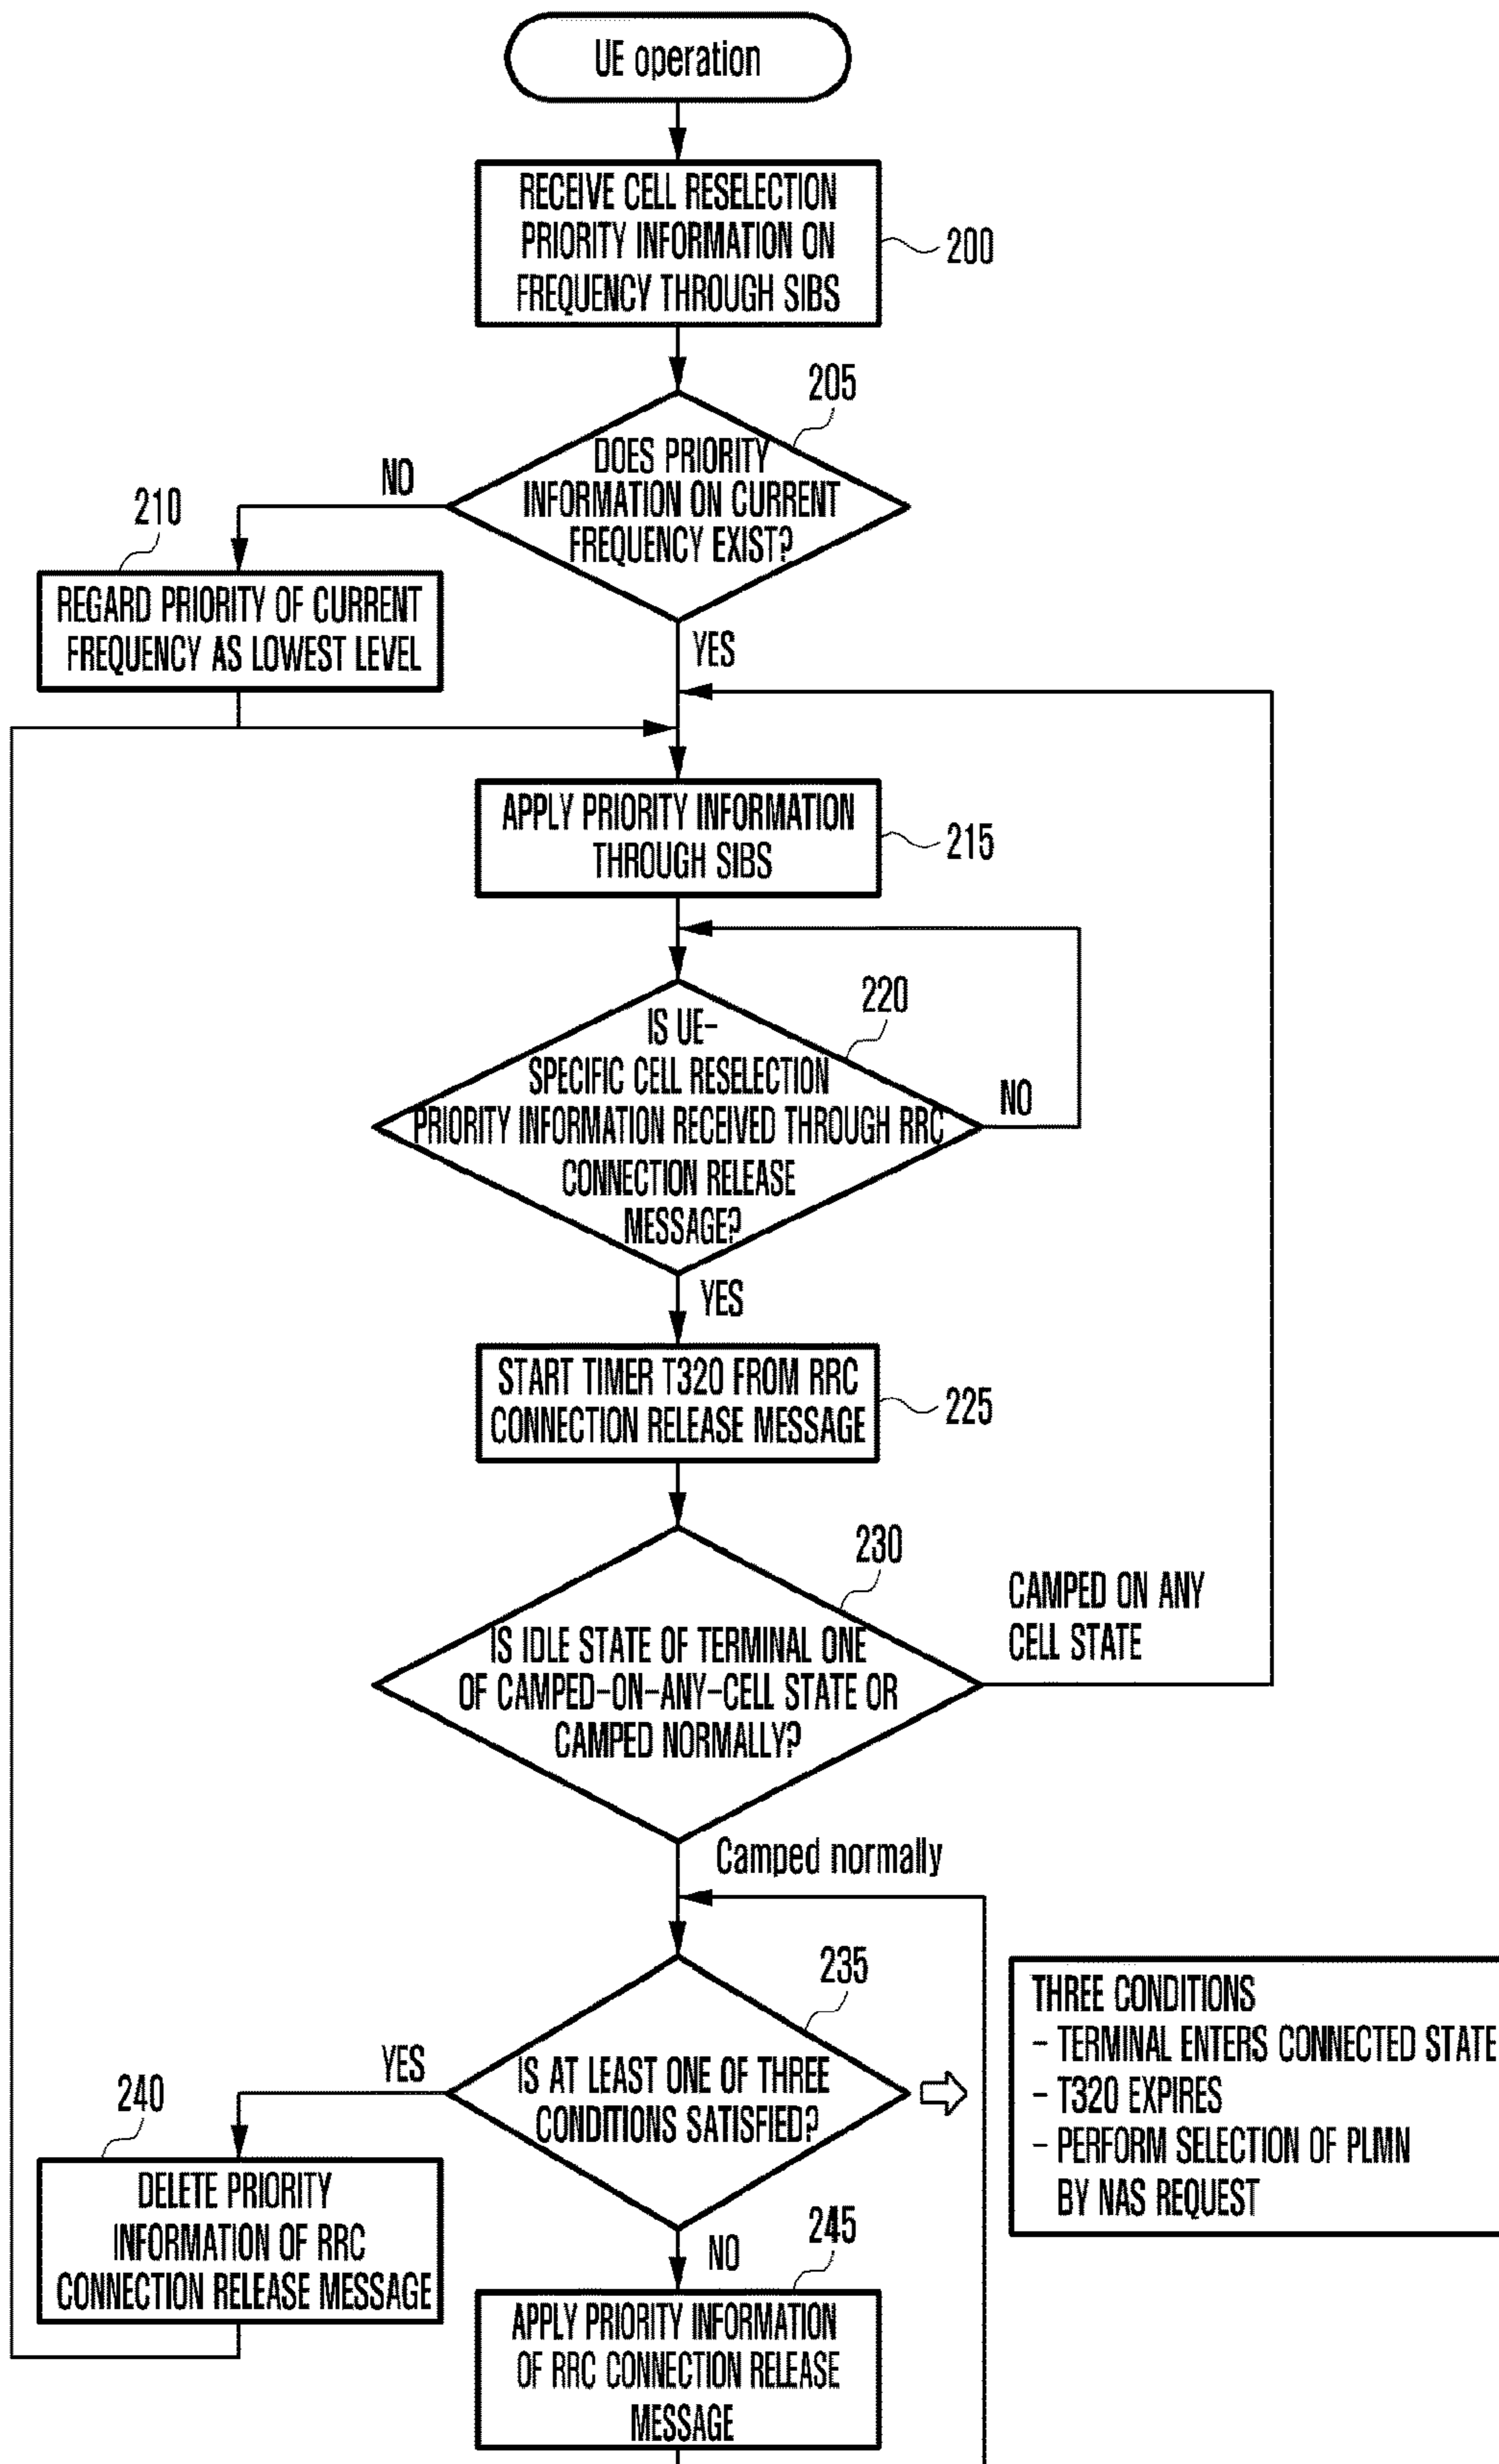 UE operation
RECEIVE CELL RESELECTION
PRIORITY INFORMATION ON
FREQUENCY THROUGH SIBS
200
205
DOES PRIORITY
INFORMATION ON CURRENT
FREQUENCY EXIST?
NO
210
REGARD PRIORITY OF CURRENT
FREQUENCY AS LOWEST LEVEL
YES
APPLY PRIORITY INFORMATION
THROUGH SIBS
215
220
IS UE-
SPECIFIC CELL RESELECTION
PRIORITY INFORMATION RECEIVED THROUGH RRC
CONNECTION RELEASE
MESSAGE?
NO
YES
START TIMER T320 FROM RRC
CONNECTION RELEASE MESSAGE
225
230
IS IDLE STATE OF TERMINAL ONE
OF CAMPED-ON-ANY-CELL STATE OR
CAMPED NORMALLY?
CAMPED ON ANY
CELL STATE
Camped normally
235
IS AT LEAST ONE OF THREE
CONDITIONS SATISFIED?
YES
240
DELETE PRIORITY
INFORMATION OF RRC
CONNECTION RELEASE MESSAGE
THREE CONDITIONS
- TERMINAL ENTERS CONNECTED STATE
- T320 EXPIRES
- PERFORM SELECTION OF PLMN
BY NAS REQUEST
NO
245
APPLY PRIORITY INFORMATION
OF RRC CONNECTION RELEASE
MESSAGE